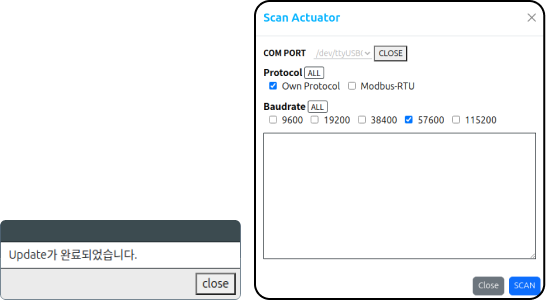 Scan Actuator
COM PORT /dev/ttyUSB0 CLOSE
Protocol ALL
Own Protocol Modbus-RTU
Baudrate ALL
9600 19200 38400 57600 115200
Close SCAN
Update가 완료되었습니다.
close